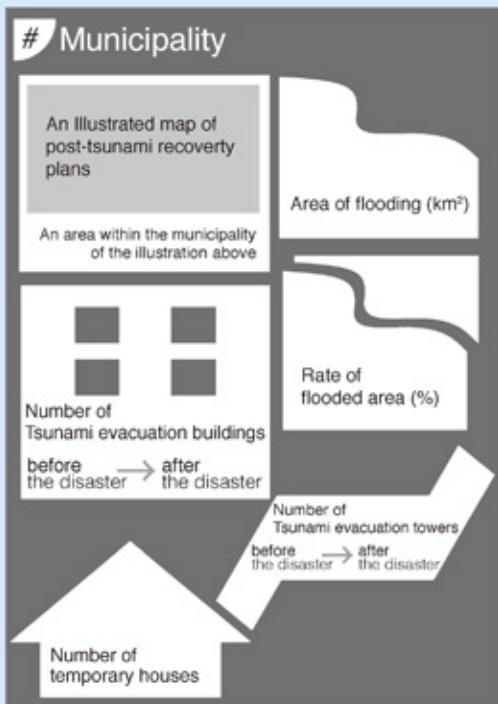 # Municipality
An Illustrated map of
post-tsunami recoverty
plans
An area within the municipality
of the illustration above
Area of flooding (km²)
Rate of
flooded area (%)
Number of
Tsunami evacuation buildings
before → after
the disaster the disaster
Number of
Tsunami evacuation towers
before → after
the disaster the disaster
Number of
temporary houses